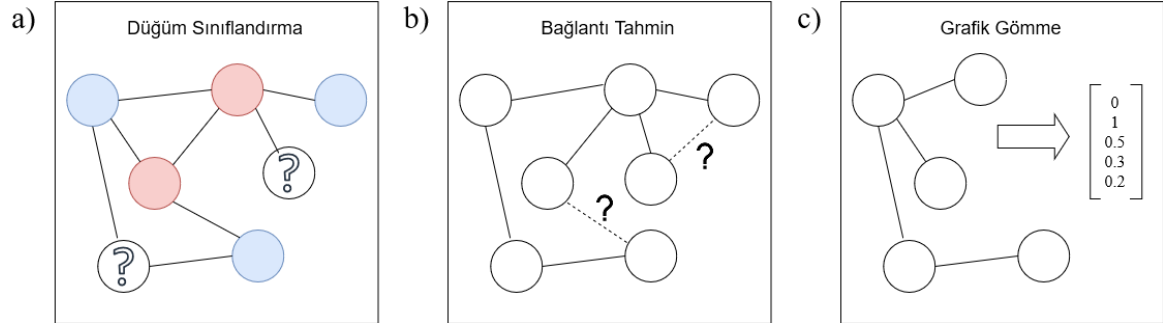 a)
Düğüm Sınıflandırma
?
?
b)
Bağlantı Tahmin
?
?
c)
Grafik Gömme
0
1
0.5
0.3
0.2